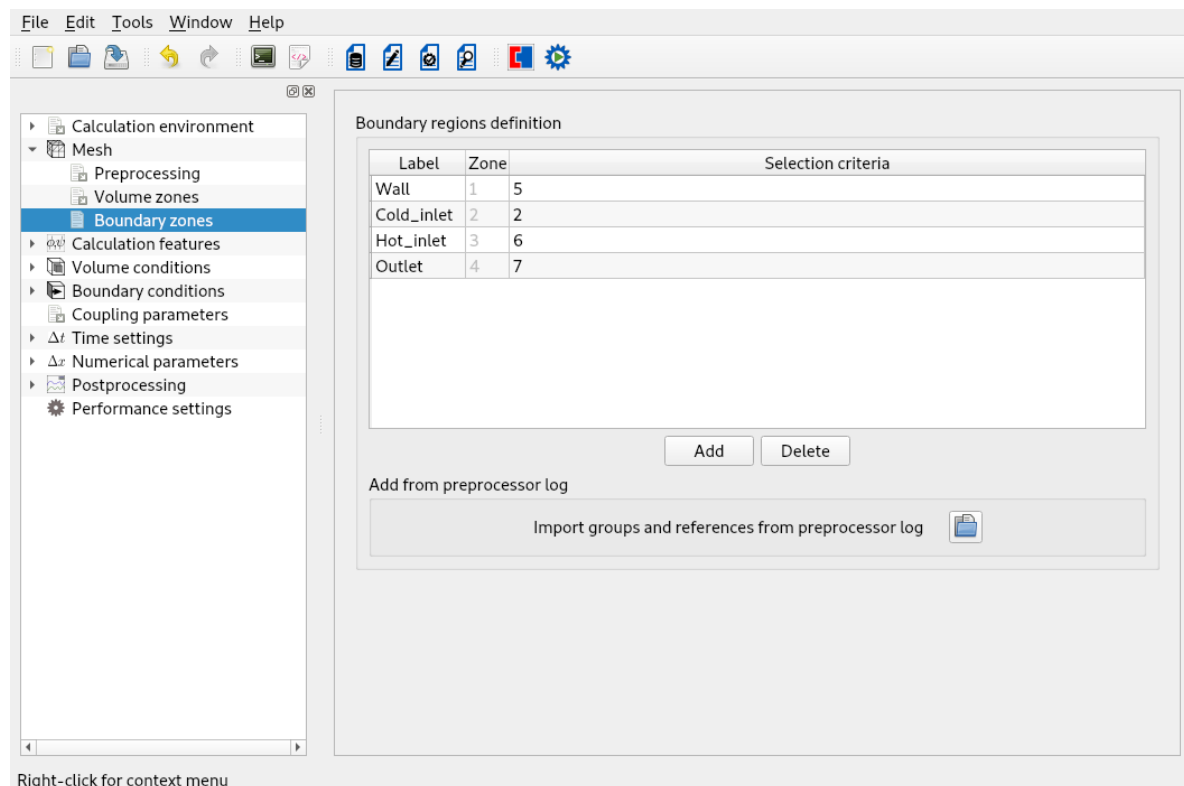 File Edit Tools Window Help
Calculation environment
Mesh
Preprocessing
Volume zones
Boundary zones
Calculation features
Volume conditions
Boundary conditions
Coupling parameters
Δt Time settings
Δx Numerical parameters
Postprocessing
Performance settings
Boundary regions definition
Label Zone Selection criteria
Wall 1 5
Cold_inlet 2 2
Hot_inlet 3 6
Outlet 4 7
Add Delete
Add from preprocessor log
Import groups and references from preprocessor log
Right-click for context menu